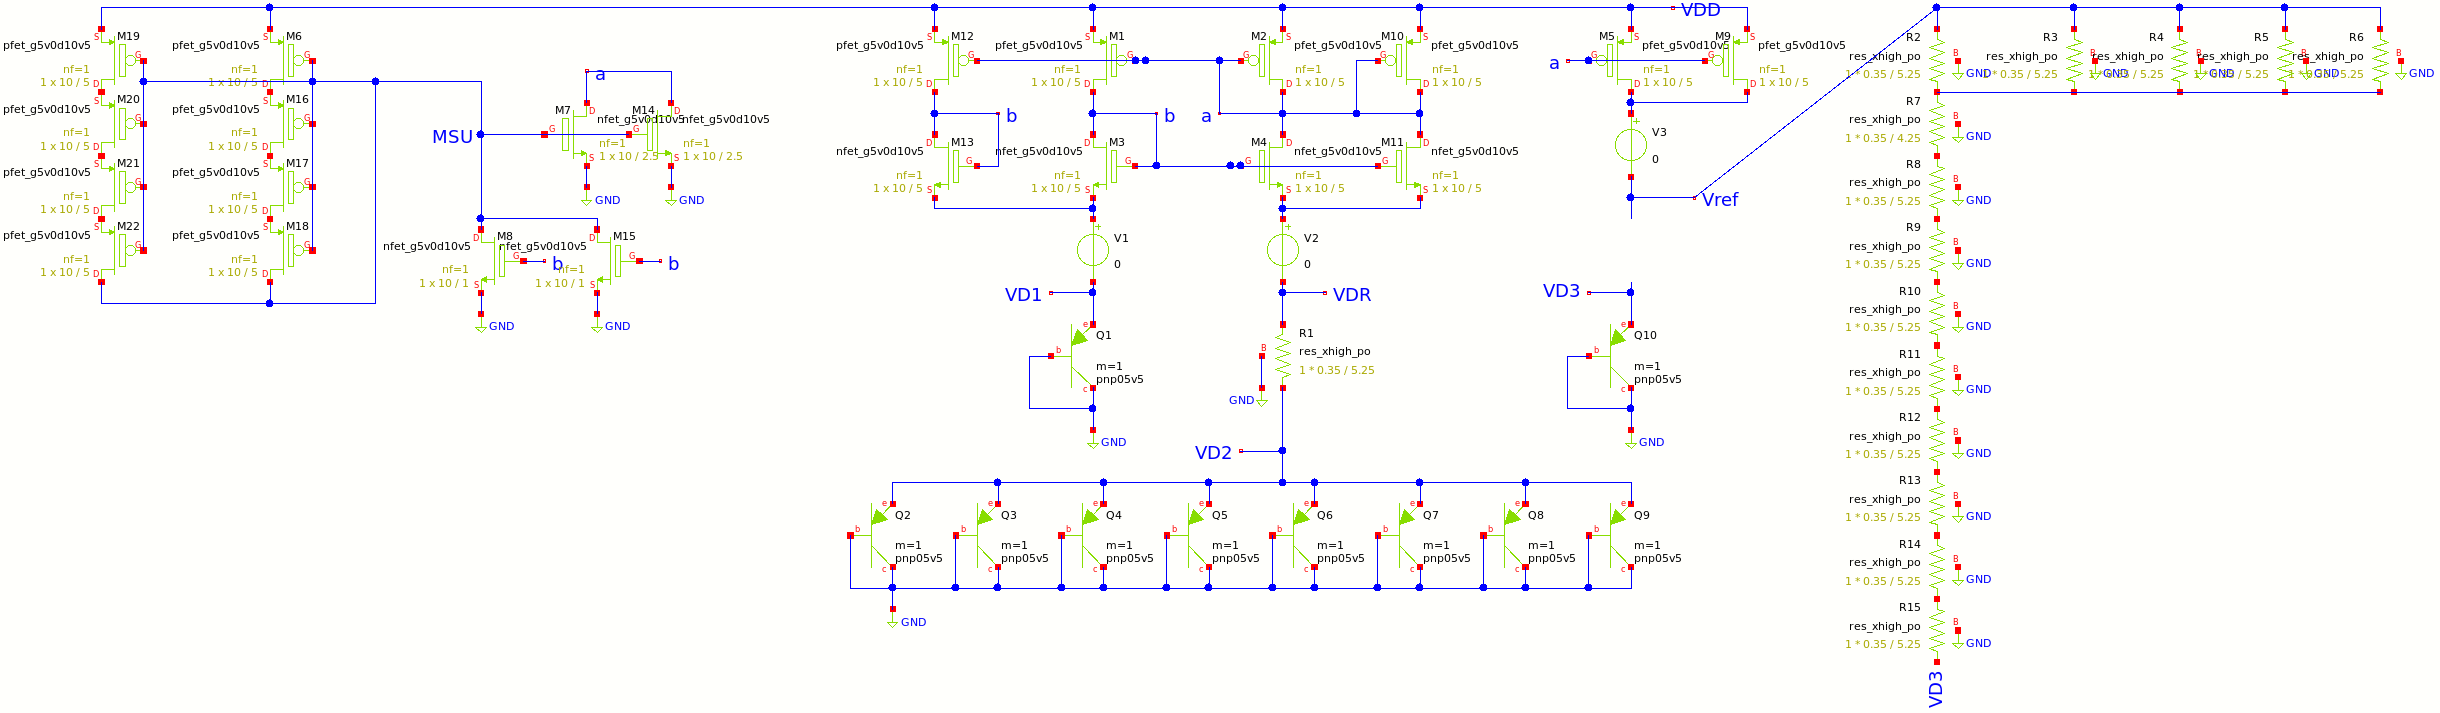 VDD
M19
pfet_g5v0d10v5
S
G
nf=1
1 x 10 / 5
D
M20
pfet_g5v0d10v5
S
G
nf=1
1 x 10 / 5
D
M21
pfet_g5v0d10v5
S
G
nf=1
1 x 10 / 5
D
M22
pfet_g5v0d10v5
S
G
nf=1
1 x 10 / 5
D
M6
pfet_g5v0d10v5
S
G
nf=1
1 x 10 / 5
D
M16
pfet_g5v0d10v5
S
G
nf=1
1 x 10 / 5
D
M17
pfet_g5v0d10v5
S
G
nf=1
1 x 10 / 5
D
M18
pfet_g5v0d10v5
S
G
nf=1
1 x 10 / 5
D
MSU
a
M7
D
nfet_g5v0d10v5
G
nf=1
1 x 10 / 2.5
S
GND
M14
D
nfet_g5v0d10v5
G
nf=1
1 x 10 / 2.5
S
GND
M8
D
nfet_g5v0d10v5
G
b
nf=1
1 x 10 / 1
S
GND
M15
D
nfet_g5v0d10v5
G
b
nf=1
1 x 10 / 1
S
GND
M12
pfet_g5v0d10v5
S
G
nf=1
1 x 10 / 5
D
M1
pfet_g5v0d10v5
S
G
nf=1
1 x 10 / 5
D
M2
pfet_g5v0d10v5
S
G
nf=1
1 x 10 / 5
D
M10
pfet_g5v0d10v5
S
G
nf=1
1 x 10 / 5
D
b
b
a
M13
nfet_g5v0d10v5
D
G
nf=1
1 x 10 / 5
S
M3
nfet_g5v0d10v5
D
G
nf=1
1 x 10 / 5
S
M4
nfet_g5v0d10v5
D
G
nf=1
1 x 10 / 5
S
M11
nfet_g5v0d10v5
D
G
nf=1
1 x 10 / 5
S
a
M5
pfet_g5v0d10v5
S
G
nf=1
1 x 10 / 5
D
M9
pfet_g5v0d10v5
S
G
nf=1
1 x 10 / 5
D
+
V3
0
Vref
+
V1
0
+
V2
0
VD1
VDR
VD3
Q1
e
b
c
m=1
pnp05v5
GND
R1
res_xhigh_po
B
1 * 0.35 / 5.25
GND
Q10
e
b
c
m=1
pnp05v5
GND
VD2
Q2
e
b
c
m=1
pnp05v5
GND
Q3
e
b
c
m=1
pnp05v5
Q4
e
b
c
m=1
pnp05v5
Q5
e
b
c
m=1
pnp05v5
Q6
e
b
c
m=1
pnp05v5
Q7
e
b
c
m=1
pnp05v5
Q8
e
b
c
m=1
pnp05v5
Q9
e
b
c
m=1
pnp05v5
R2
res_xhigh_po
B
1 * 0.35 / 5.25
GND
R3
res_xhigh_po
B
1 * 0.35 / 5.25
GND
R4
res_xhigh_po
B
1 * 0.35 / 5.25
GND
R5
res_xhigh_po
B
1 * 0.35 / 5.25
GND
R6
res_xhigh_po
B
1 * 0.35 / 5.25
GND
R7
res_xhigh_po
B
1 * 0.35 / 4.25
GND
R8
res_xhigh_po
B
1 * 0.35 / 5.25
GND
R9
res_xhigh_po
B
1 * 0.35 / 5.25
GND
R10
res_xhigh_po
B
1 * 0.35 / 5.25
GND
R11
res_xhigh_po
B
1 * 0.35 / 5.25
GND
R12
res_xhigh_po
B
1 * 0.35 / 5.25
GND
R13
res_xhigh_po
B
1 * 0.35 / 5.25
GND
R14
res_xhigh_po
B
1 * 0.35 / 5.25
GND
R15
res_xhigh_po
B
1 * 0.35 / 5.25
GND
VD3